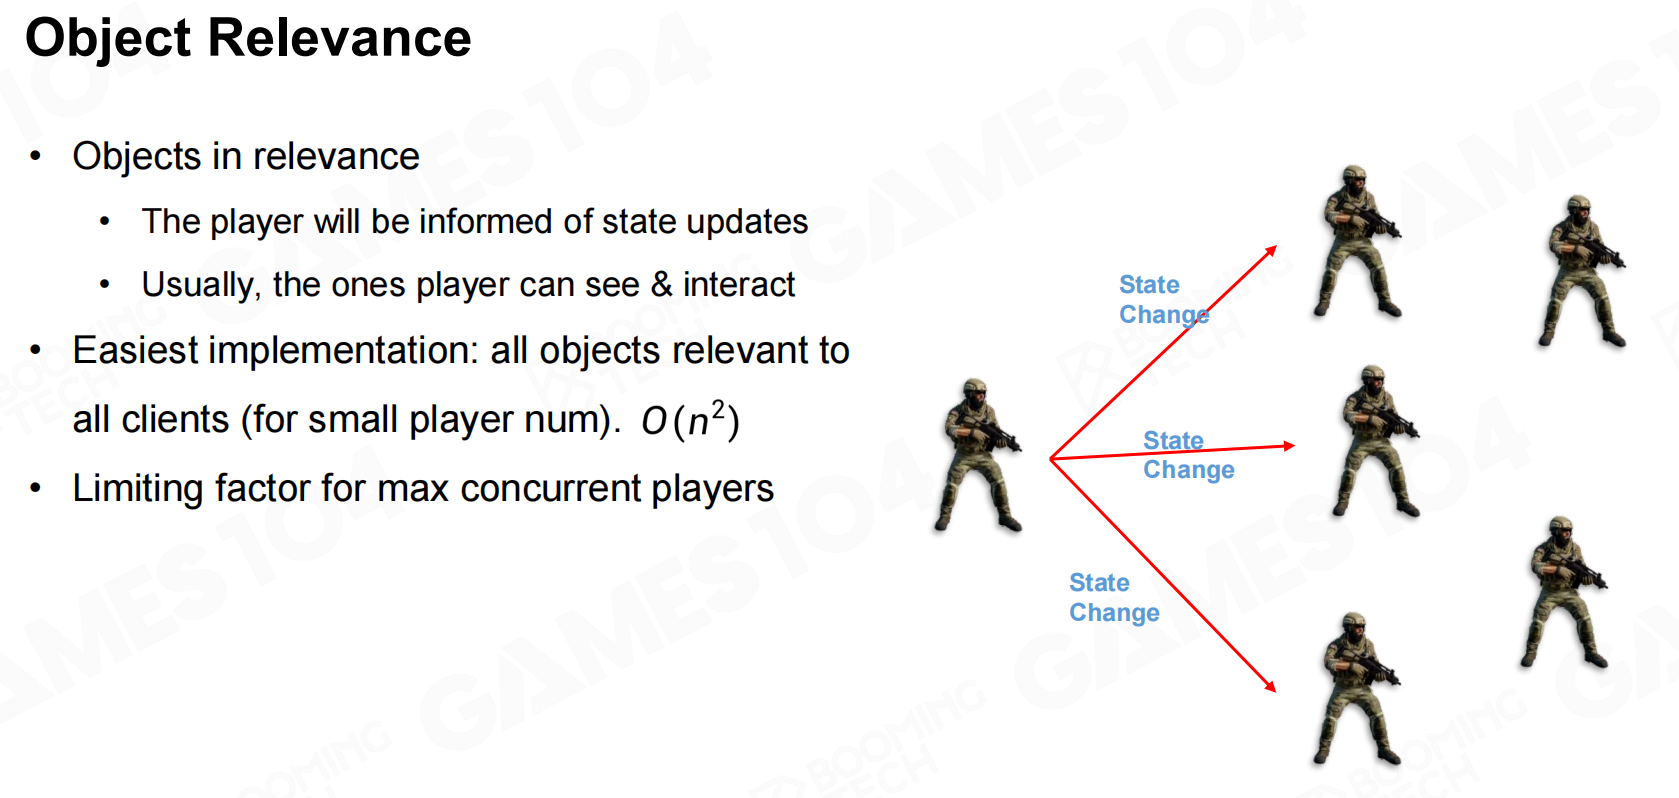 Object Relevance
• Objects in relevance
• The player will be informed of state updates
• Usually, the ones player can see & interact
• Easiest implementation: all objects relevant to
all clients (for small player num). O(n²)
• Limiting factor for max concurrent players
State
Change
State
Change
State
Change
GAMES104
BOOMING
TECH